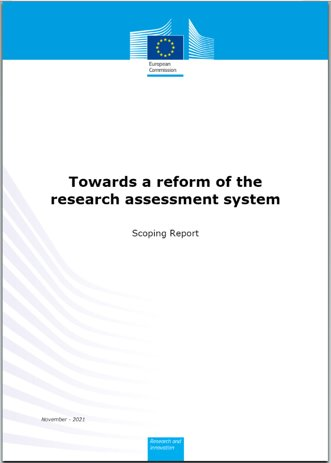 European
Commission
Towards a reform of the
research assessment system
Scoping Report
November - 2021
Research and
innovation